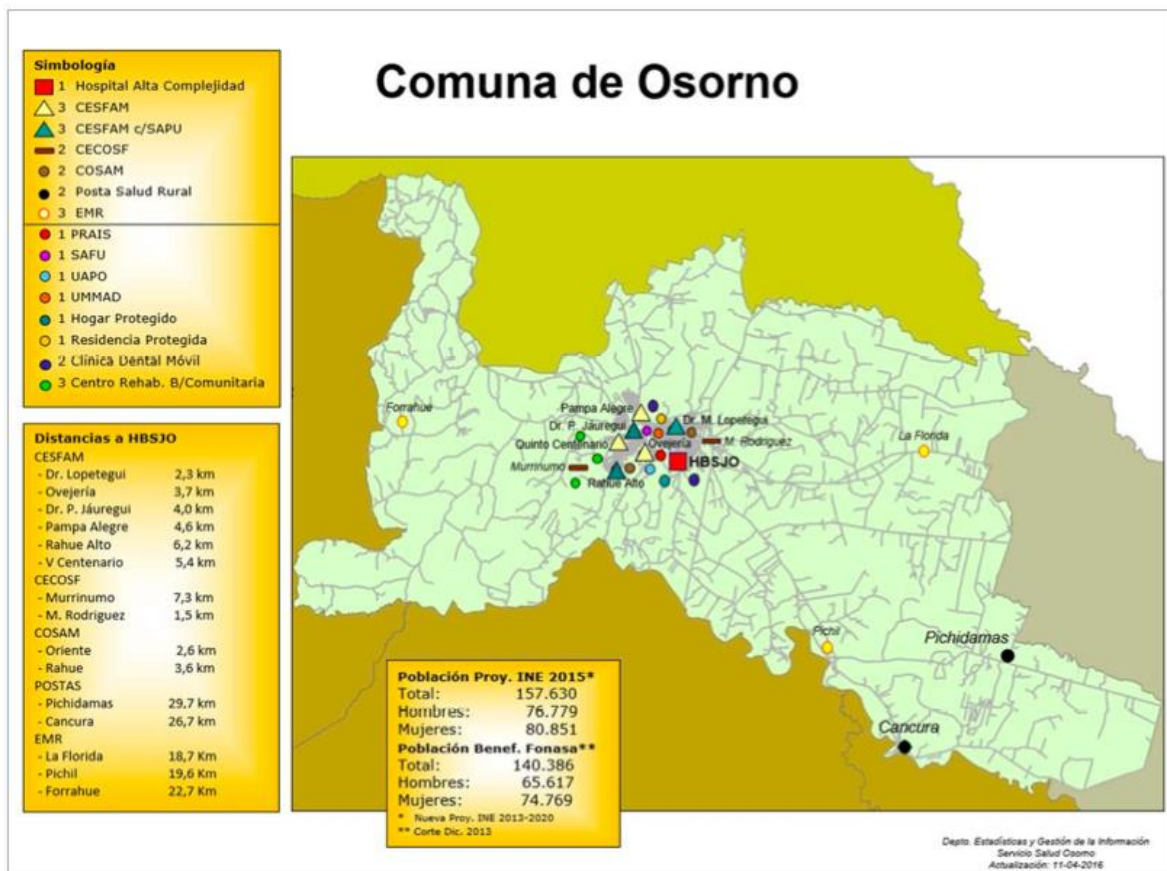 Comuna de Osorno
Simbología
1 Hospital Alta Complejidad
3 CESFAM
3 CESFAM c/SAPU
2 CECOSF
2 COSAM
2 Posta Salud Rural
3 EMR
1 PRAIS
1 SAFU
1 UAPO
1 UMMAD
1 Hogar Protegido
1 Residencia Protegida
2 Clínica Dental Móvil
3 Centro Rehab. B/Comunitaria
Distancias a HBSJO
CESFAM
- Dr. Lopetegui 2,3 km
- Ovejería 3,7 km
- Dr. P. Jáuregui 4,0 km
- Pampa Alegre 4,6 km
- Rahue Alto 6,2 km
- V Centenario 5,4 km
CECOSF
- Murrinumo 7,3 km
- M. Rodriguez 1,5 km
COSAM
- Oriente 2,6 km
- Rahue 3,6 km
POSTAS
- Pichidamas 29,7 km
- Cancura 26,7 km
EMR
- La Florida 18,7 Km
- Pichil 19,6 Km
- Forrahue 22,7 Km
Forrahue
Pampa Alegre
Dr. M. Lopetegui
Dr. P. Jáuregui
Quinto Centenario
Ovejería
M. Rodriguez
La Florida
Murrinumo
HBSJO
Rahue Alto
Pichil
Pichidamas
Cancura
Población Proy. INE 2015*
Total: 157.630
Hombres: 76.779
Mujeres: 80.851
Población Benef. Fonasa**
Total: 140.386
Hombres: 65.617
Mujeres: 74.769
* Nueva Proy. INE 2013-2020
** Corte Dic. 2013
Depto. Estadísticas y Gestión de la Información
Servicio Salud Osorno
Actualización: 11-04-2016